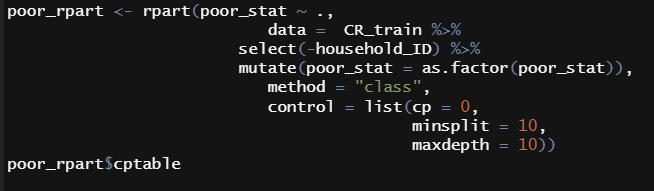 poor_rpart <- rpart(poor_stat ~ .,
data =  CR_train %>%
select(-household_ID) %>%
mutate(poor_stat = as.factor(poor_stat)),
method = "class",
control = list(cp = 0,
minsplit = 10,
maxdepth = 10))
poor_rpart$cptable